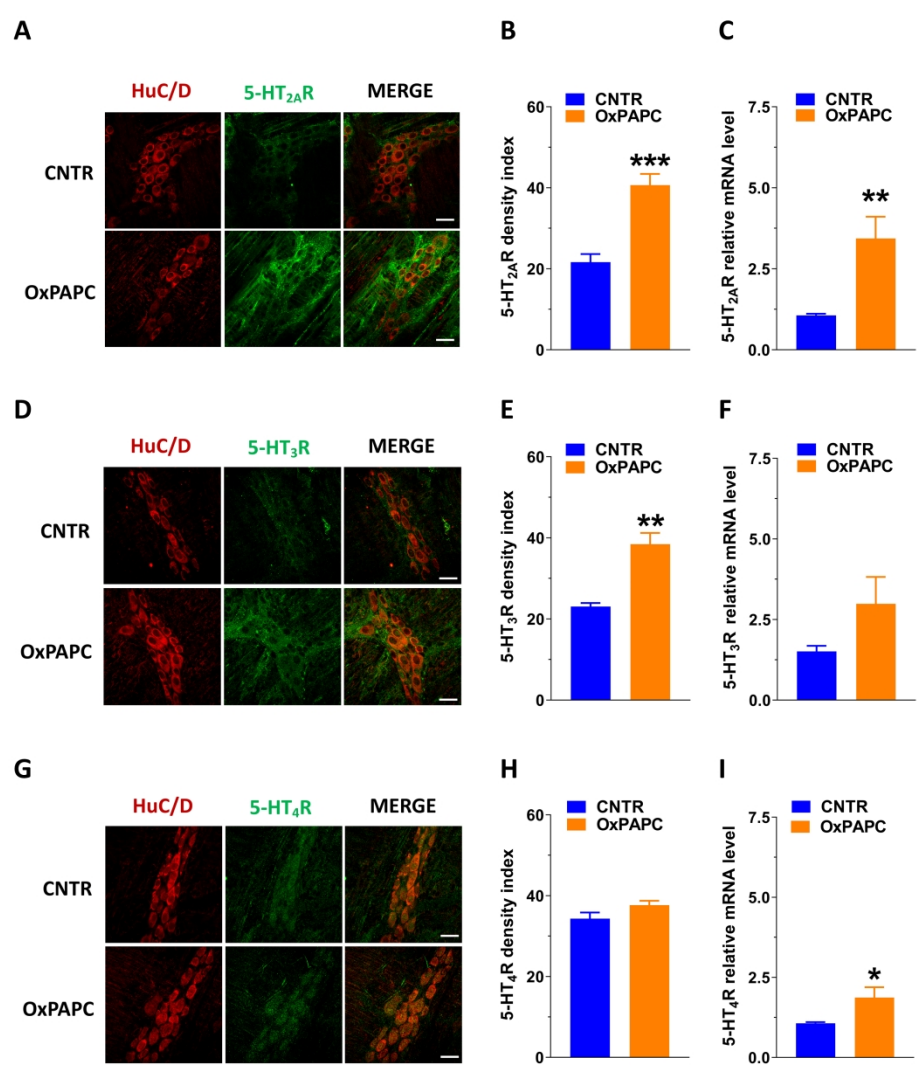 A
B
C
HuC/D 5-HT2AR MERGE
CNTR
OxPAPC
5-HT2AR density index
60
40
20
0
CNTR
OxPAPC
***
5-HT2AR relative mRNA level
7.5
5.0
2.5
0.0
CNTR
OxPAPC
**
D
E
F
HuC/D 5-HT3R MERGE
CNTR
OxPAPC
5-HT3R density index
60
40
20
0
CNTR
OxPAPC
**
5-HT3R relative mRNA level
7.5
5.0
2.5
0.0
CNTR
OxPAPC
G
H
I
HuC/D 5-HT4R MERGE
CNTR
OxPAPC
5-HT4R density index
60
40
20
0
CNTR
OxPAPC
5-HT4R relative mRNA level
7.5
5.0
2.5
0.0
CNTR
OxPAPC
*